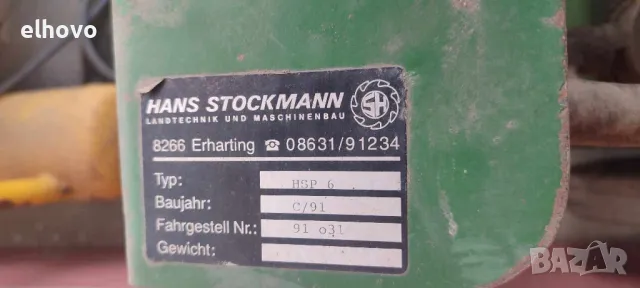 elhovo
HANS STOCKMANN
LANDTECHNIK UND MASCHINENBAU
SH
8266 Erharting ☎ 08631/91234
Typ: HSP 6
Baujahr: C/91
Fahrgestell Nr.: 91 031
Gewicht:
BAZAR